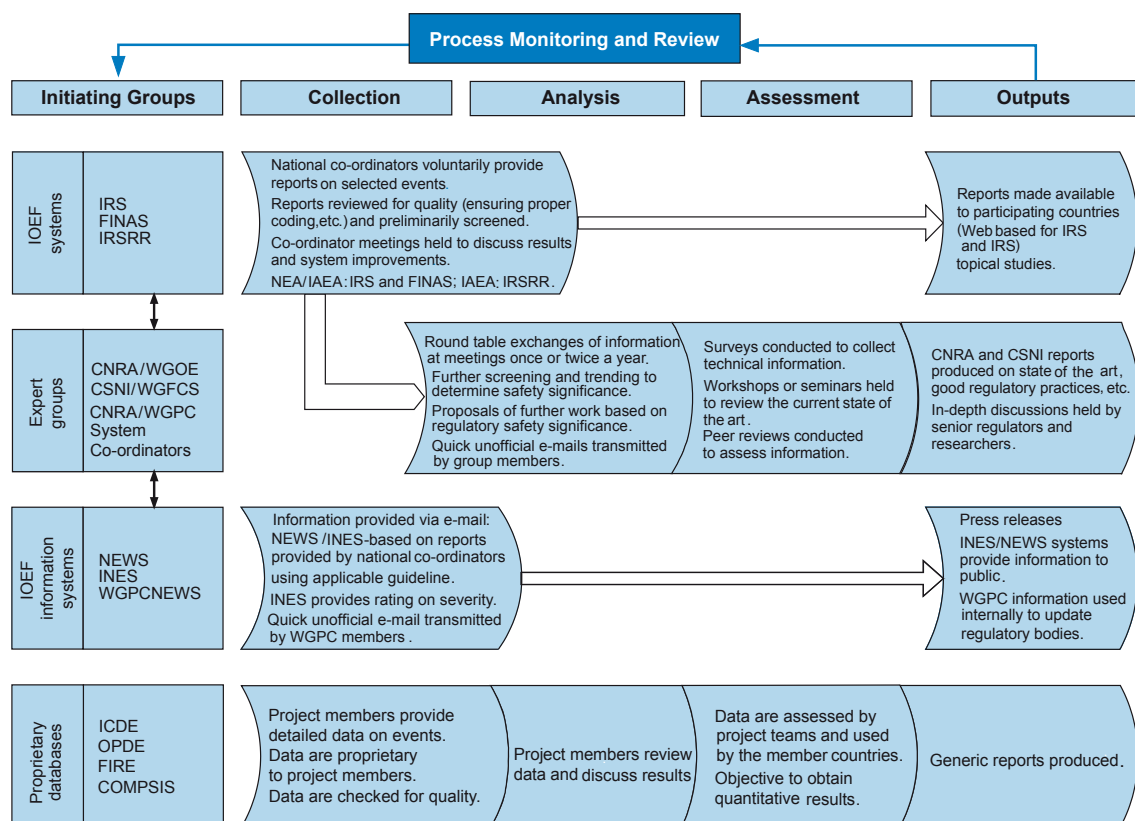 Process Monitoring and Review
Initiating Groups
Collection
Analysis
Assessment
Outputs
IOEF
systems
IRS
FINAS
IRSRR
National co-ordinators voluntarily provide
reports on selected events.
Reports reviewed for quality (ensuring proper
coding,etc.) and preliminarily screened.
Co-ordinator meetings held to discuss results
and system improvements.
NEA/IAEA: IRS and FINAS; IAEA: IRSRR.
Reports made available
to participating countries
(Web based for IRS
and IRS)
topical studies.
Expert
groups
CNRA/WGOE
CSNI/WGFCS
CNRA/WGPC
System
Co-ordinators
Round table exchanges of information
at meetings once or twice a year.
Further screening and trending to
determine safety significance.
Proposals of further work based on
regulatory safety significance.
Quick unofficial e-mails transmitted
by group members.
Surveys conducted to collect
technical information.
Workshops or seminars held
to review the current state of
the art.
Peer reviews conducted
to assess information.
CNRA and CSNI reports
produced on state of the art,
good regulatory practices, etc.
In-depth discussions held by
senior regulators and
researchers.
IOEF
information
systems
NEWS
INES
WGPCNEWS
Information provided via e-mail:
NEWS /INES-based on reports
provided by national co-ordinators
using applicable guideline.
INES provides rating on severity.
Quick unofficial e-mail transmitted
by WGPC members .
Press releases
INES/NEWS systems
provide information to
public.
WGPC information used
internally to update
regulatory bodies.
Proprietary
databases
ICDE
OPDE
FIRE
COMPSIS
Project members provide
detailed data on events.
Data are proprietary
to project members.
Data are checked for quality.
Project members review
data and discuss results
Data are assessed by
project teams and used
by the member countries.
Objective to obtain
quantitative results.
Generic reports produced.